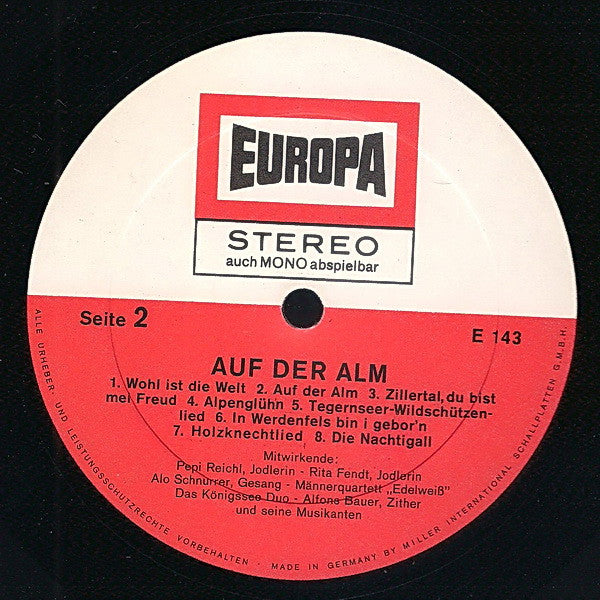 EUROPA
STEREO
auch MONO abspielbar
Seite 2
E 143
AUF DER ALM
1. Wohl ist die Welt 2. Auf der Alm 3. Zillertal, du bist
mei Freud 4. Alpenglühn 5. Tegernseer-Wildschützen-
lied 6. In Werdenfels bin i gebor'n
7. Holzknechtlied 8. Die Nachtigall
Mitwirkende:
Pepi Reichl, Jodlerin - Rita Fendt, Jodlerin
Alo Schnurrer, Gesang - Männerquartett „Edelweiß"
Das Königssee Duo - Alfons Bauer, Zither
und seine Musikanten
ALLE URHEBER- UND LEISTUNGSSCHUTZRECHTE VORBEHALTEN · MADE IN GERMANY BY MILLER INTERNATIONAL SCHALLPLATTEN G.M.B.H.